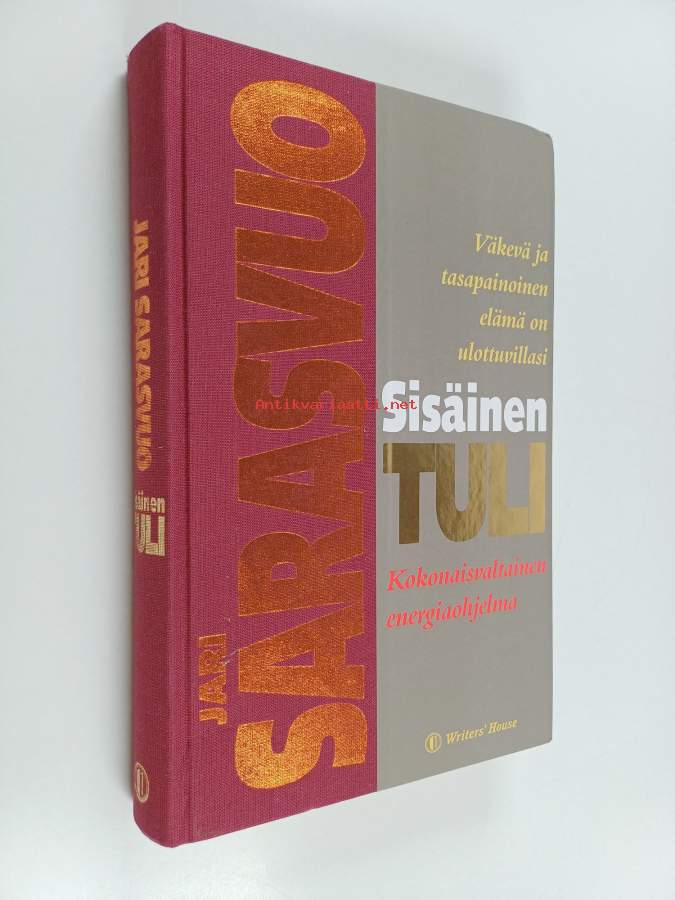 JARI SARASVUO
Sisäinen
TULI
JARI
SARASVUO
Väkevä ja
tasapainoinen
elämä on
ulottuvillasi
Antikvariaatti.net
Sisäinen
TULI
Kokonaisvaltainen
energiaohjelma
Writers' House